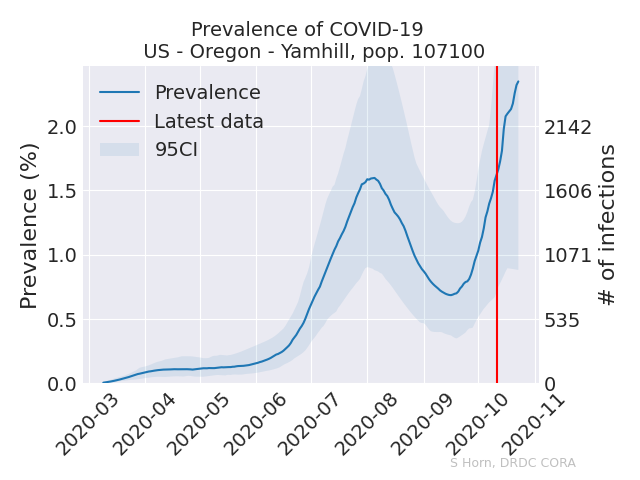 Prevalence of COVID-19
US - Oregon - Yamhill, pop. 107100
Prevalence
Latest data
95CI
Prevalence (%)
2.0
1.5
1.0
0.5
0.0
2142
1606
1071
535
0
# of infections
2020-03
2020-04
2020-05
2020-06
2020-07
2020-08
2020-09
2020-10
2020-11
S Horn, DRDC CORA